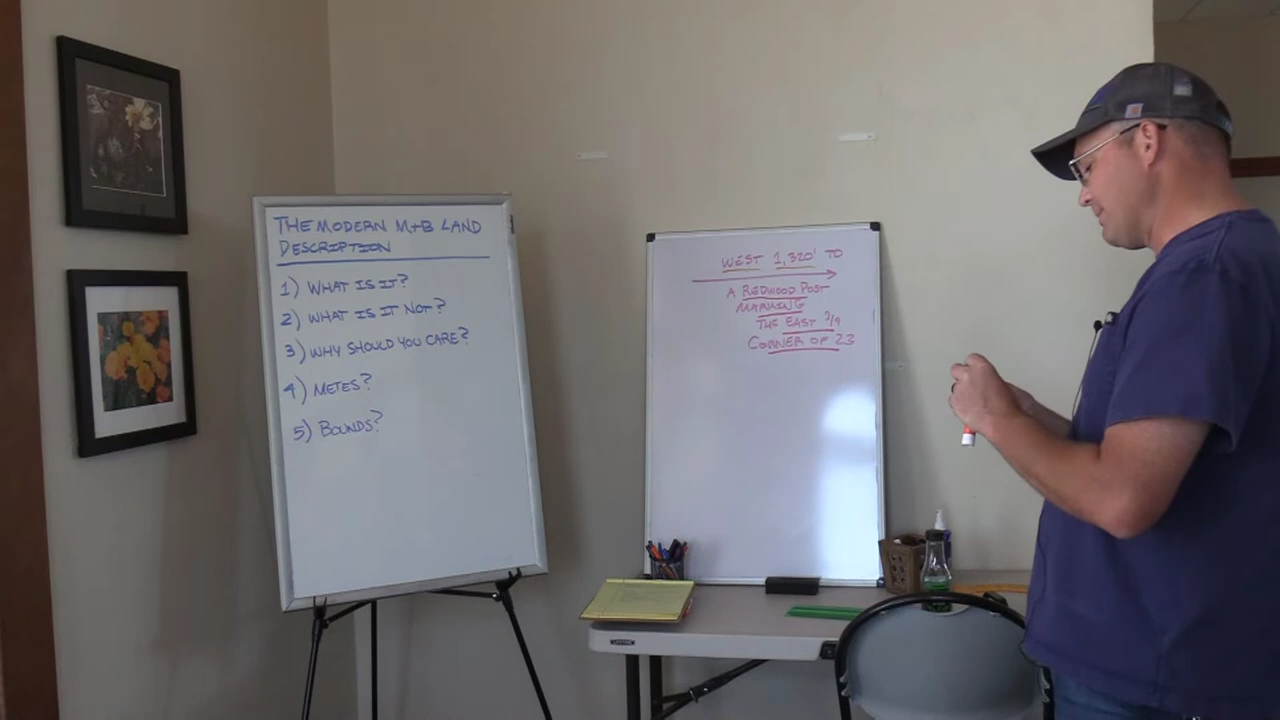 THE MODERN M+B LAND
DESCRIPTION
1) WHAT IS IT?
2) WHAT IS IT NOT?
3) WHY SHOULD YOU CARE?
4) METES?
5) BOUNDS?
WEST 1,320' TO
A REDWOOD POST
MARKING
THE EAST 1/4
CORNER OF 23
LIFETIME